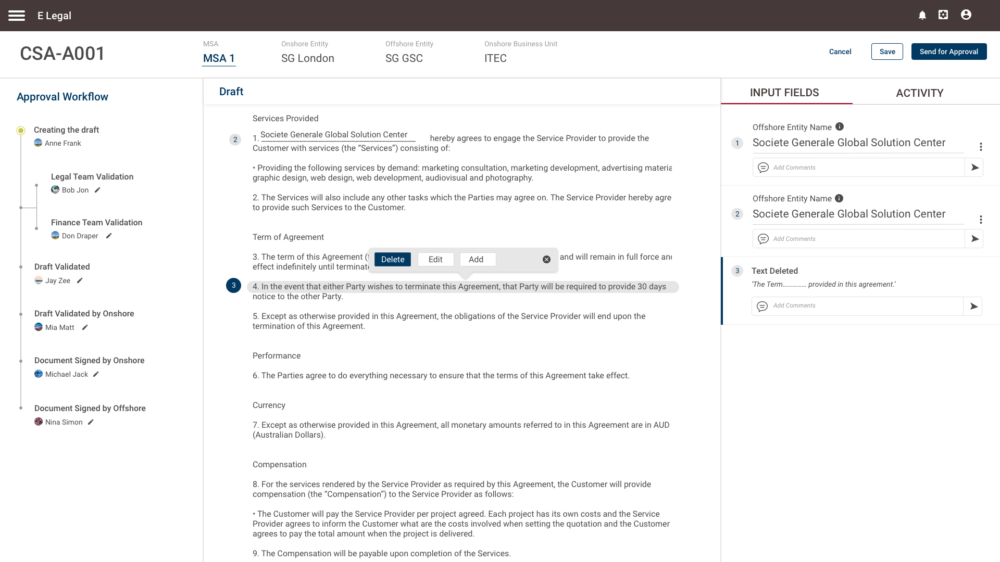 E Legal
CSA-A001
MSA
MSA 1
Onshore Entity
SG London
Offshore Entity
SG GSC
Onshore Business Unit
ITEC
Cancel
Save
Send for Approval
Approval Workflow
Creating the draft
Anne Frank
Legal Team Validation
Bob Jon
Finance Team Validation
Don Draper
Draft Validated
Jay Zee
Draft Validated by Onshore
Mia Matt
Document Signed by Onshore
Michael Jack
Document Signed by Offshore
Nina Simon
Draft
Services Provided
2
1. Societe Generale Global Solution Center hereby agrees to engage the Service Provider to provide the
Customer with services (the “Services”) consisting of:
• Providing the following services by demand: marketing consultation, marketing development, advertising materia
graphic design, web design, web development, audiovisual and photography.
2. The Services will also include any other tasks which the Parties may agree on. The Service Provider hereby agre
to provide such Services to the Customer.
Term of Agreement
3. The term of this Agreement (t
and will remain in full force and
effect indefinitely until terminate
Delete
Edit
Add
3
4. In the event that either Party wishes to terminate this Agreement, that Party will be required to provide 30 days
notice to the other Party.
5. Except as otherwise provided in this Agreement, the obligations of the Service Provider will end upon the
termination of this Agreement.
Performance
6. The Parties agree to do everything necessary to ensure that the terms of this Agreement take effect.
Currency
7. Except as otherwise provided in this Agreement, all monetary amounts referred to in this Agreement are in AUD
(Australian Dollars).
Compensation
8. For the services rendered by the Service Provider as required by this Agreement, the Customer will provide
compensation (the “Compensation”) to the Service Provider as follows:
• The Customer will pay the Service Provider per project agreed. Each project has its own costs and the Service
Provider agrees to inform the Customer what are the costs involved when setting the quotation and the Customer
agrees to pay the total amount when the project is delivered.
9. The Compensation will be payable upon completion of the Services.
INPUT FIELDS
ACTIVITY
Offshore Entity Name
1
Societe Generale Global Solution Center
Add Comments
Offshore Entity Name
2
Societe Generale Global Solution Center
Add Comments
3
Text Deleted
‘The Term…………… provided in this agreement.’
Add Comments